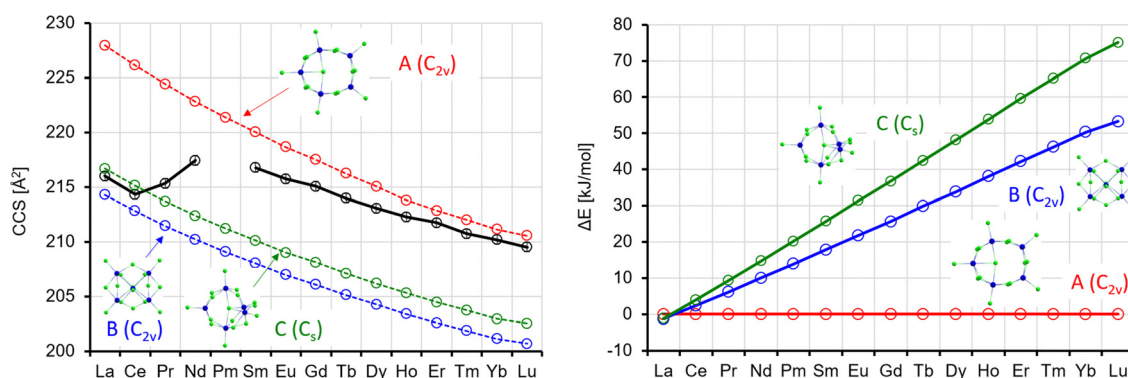 230
225
220
215
210
205
200
CCS [Å²]
A (C₂ᵥ)
B (C₂ᵥ)
C (Cₛ)
La Ce Pr Nd Pm Sm Eu Gd Tb Dy Ho Er Tm Yb Lu
80
70
60
50
40
30
20
10
0
-10
ΔE [kJ/mol]
C (Cₛ)
B (C₂ᵥ)
A (C₂ᵥ)
La Ce Pr Nd Pm Sm Eu Gd Tb Dy Ho Er Tm Yb Lu